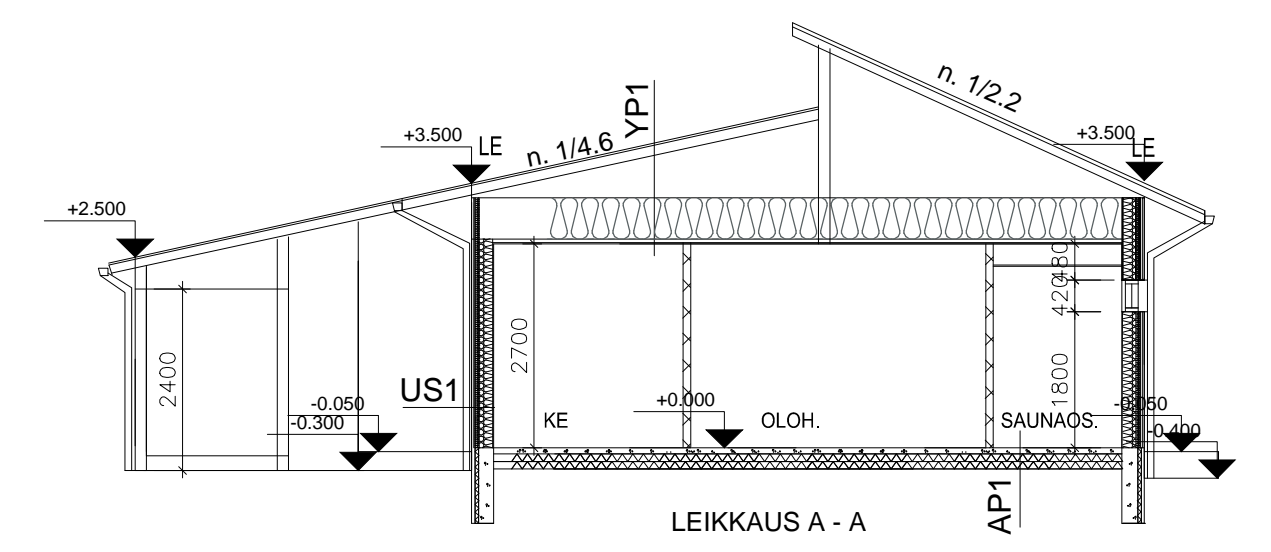 n. 1/2.2
YP1
+3.500
LE
n. 1/4.6
+3.500
LE
+2.500
480
420
2700
2400
1800
US1
-0.050
-0.300
KE
+0.000
OLOH.
SAUNAOS.
-0.050
-0.400
AP1
LEIKKAUS A - A